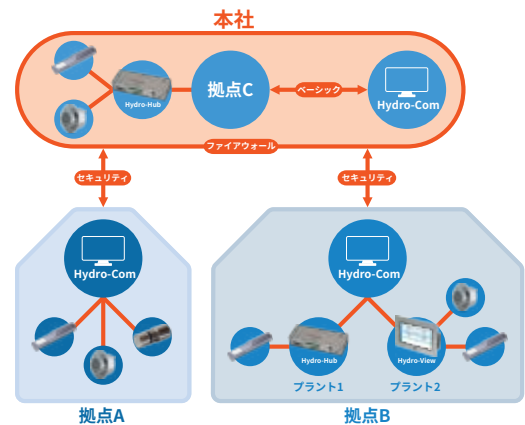 本社
Hydro-Hub
拠点C
ベーシック
Hydro-Com
ファイアウォール
セキュリティ
セキュリティ
Hydro-Com
Hydro-Com
Hydro-Hub
Hydro-View
プラント1
プラント2
拠点A
拠点B